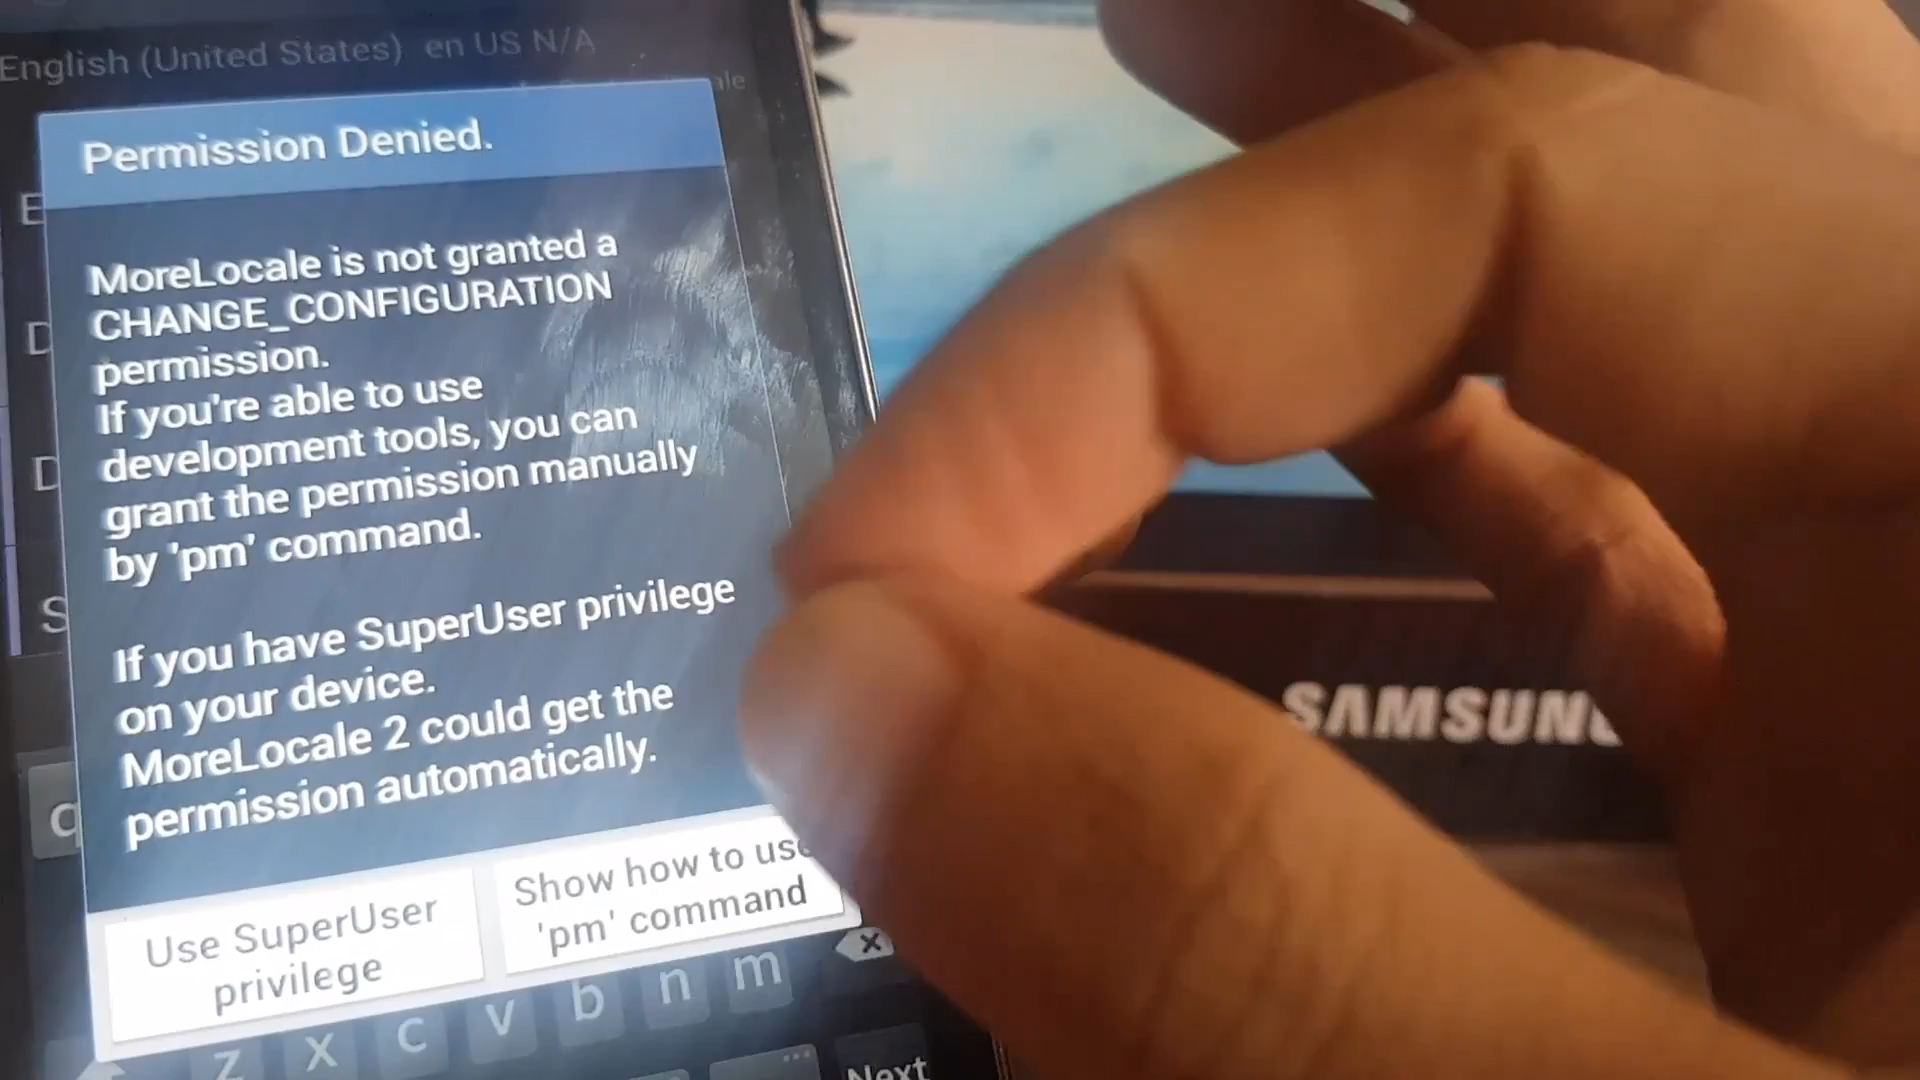 English (United States) en US N/A
Permission Denied.
MoreLocale is not granted a
CHANGE_CONFIGURATION
permission.
If you're able to use
development tools, you can
grant the permission manually
by 'pm' command.
If you have SuperUser privilege
on your device.
MoreLocale 2 could get the
permission automatically.
Use SuperUser
privilege
Show how to use
'pm' command
z x c v b n m
Next
SAMSUNG